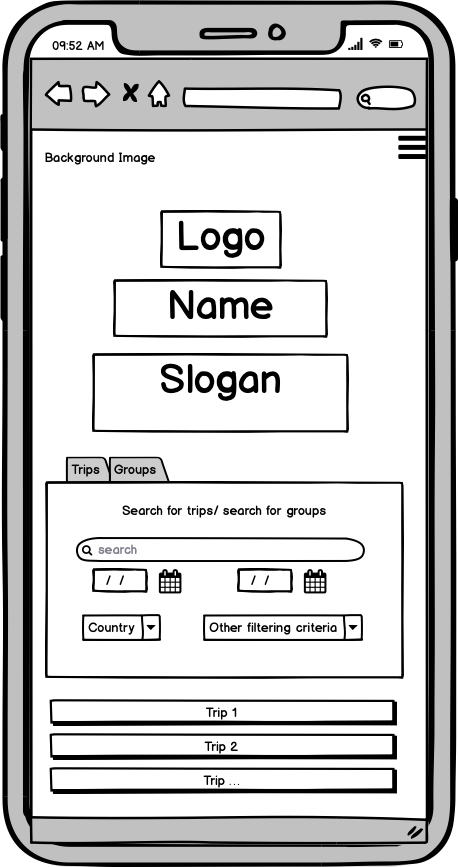 09:52 AM
Background Image
Logo
Name
Slogan
Trips Groups
Search for trips/ search for groups
search
/ / / /
Country Other filtering criteria
Trip 1
Trip 2
Trip ...